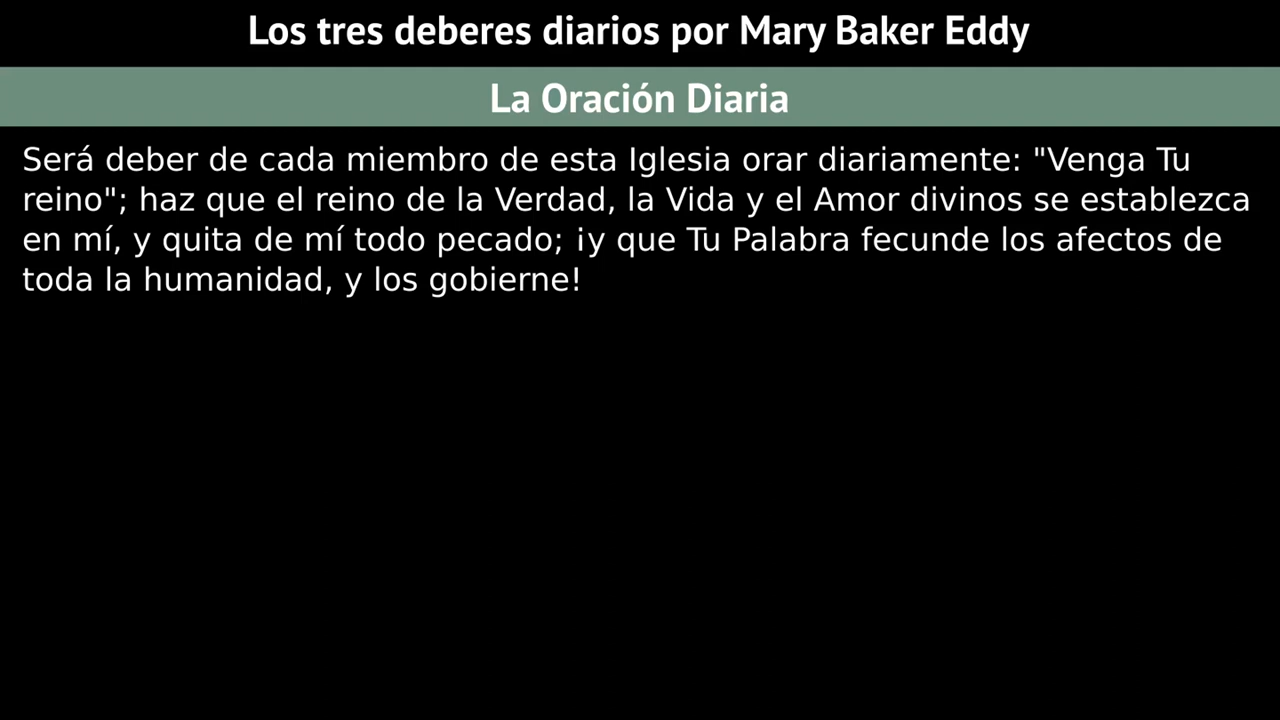 Los tres deberes diarios por Mary Baker Eddy
La Oración Diaria
Será deber de cada miembro de esta Iglesia orar diariamente: "Venga Tu
reino"; haz que el reino de la Verdad, la Vida y el Amor divinos se establezca
en mí, y quita de mí todo pecado; ¡y que Tu Palabra fecunde los afectos de
toda la humanidad, y los gobierne!